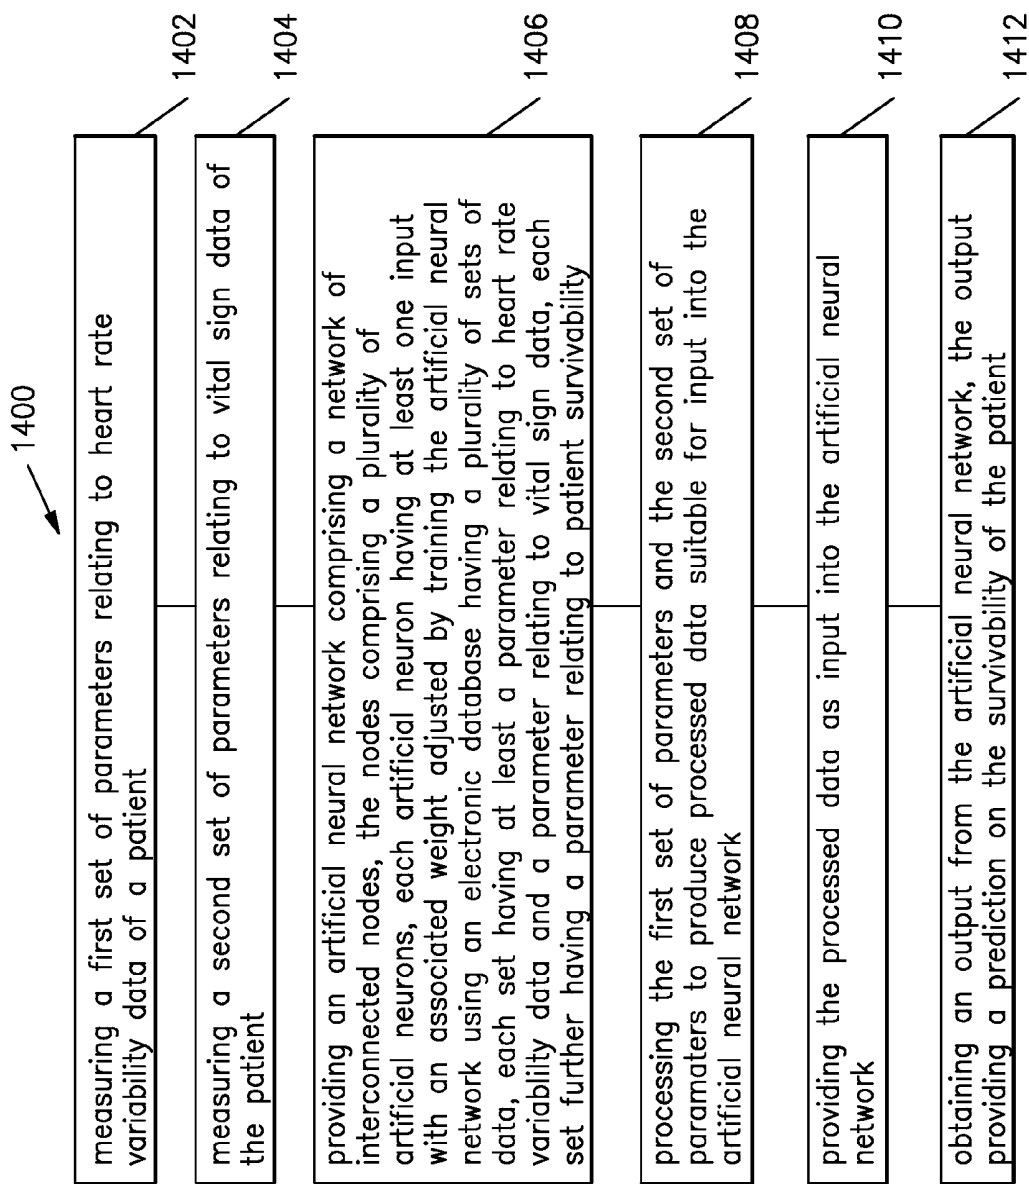 1400
measuring a first set of parameters relating to heart rate
variability data of a patient
1402
measuring a second set of parameters relating to vital sign data of
the patient
1404
providing an artificial neural network comprising a network of
interconnected nodes, the nodes comprising a plurality of
artificial neurons, each artificial neuron having at least one input
with an associated weight adjusted by training the artificial neural
network using an electronic database having a plurality of sets of
data, each set having at least a parameter relating to heart rate
variablility data and a parameter relating to vital sign data, each
set further having a parameter relating to patient survivability
1406
processing the first set of parameters and the second set of
paramaters to produce processed data suitable for input into the
artificial neural network
1408
providing the processed data as input into the artificial neural
network
1410
obtaining an output from the artificial neural network, the output
providing a prediction on the survivability of the patient
1412